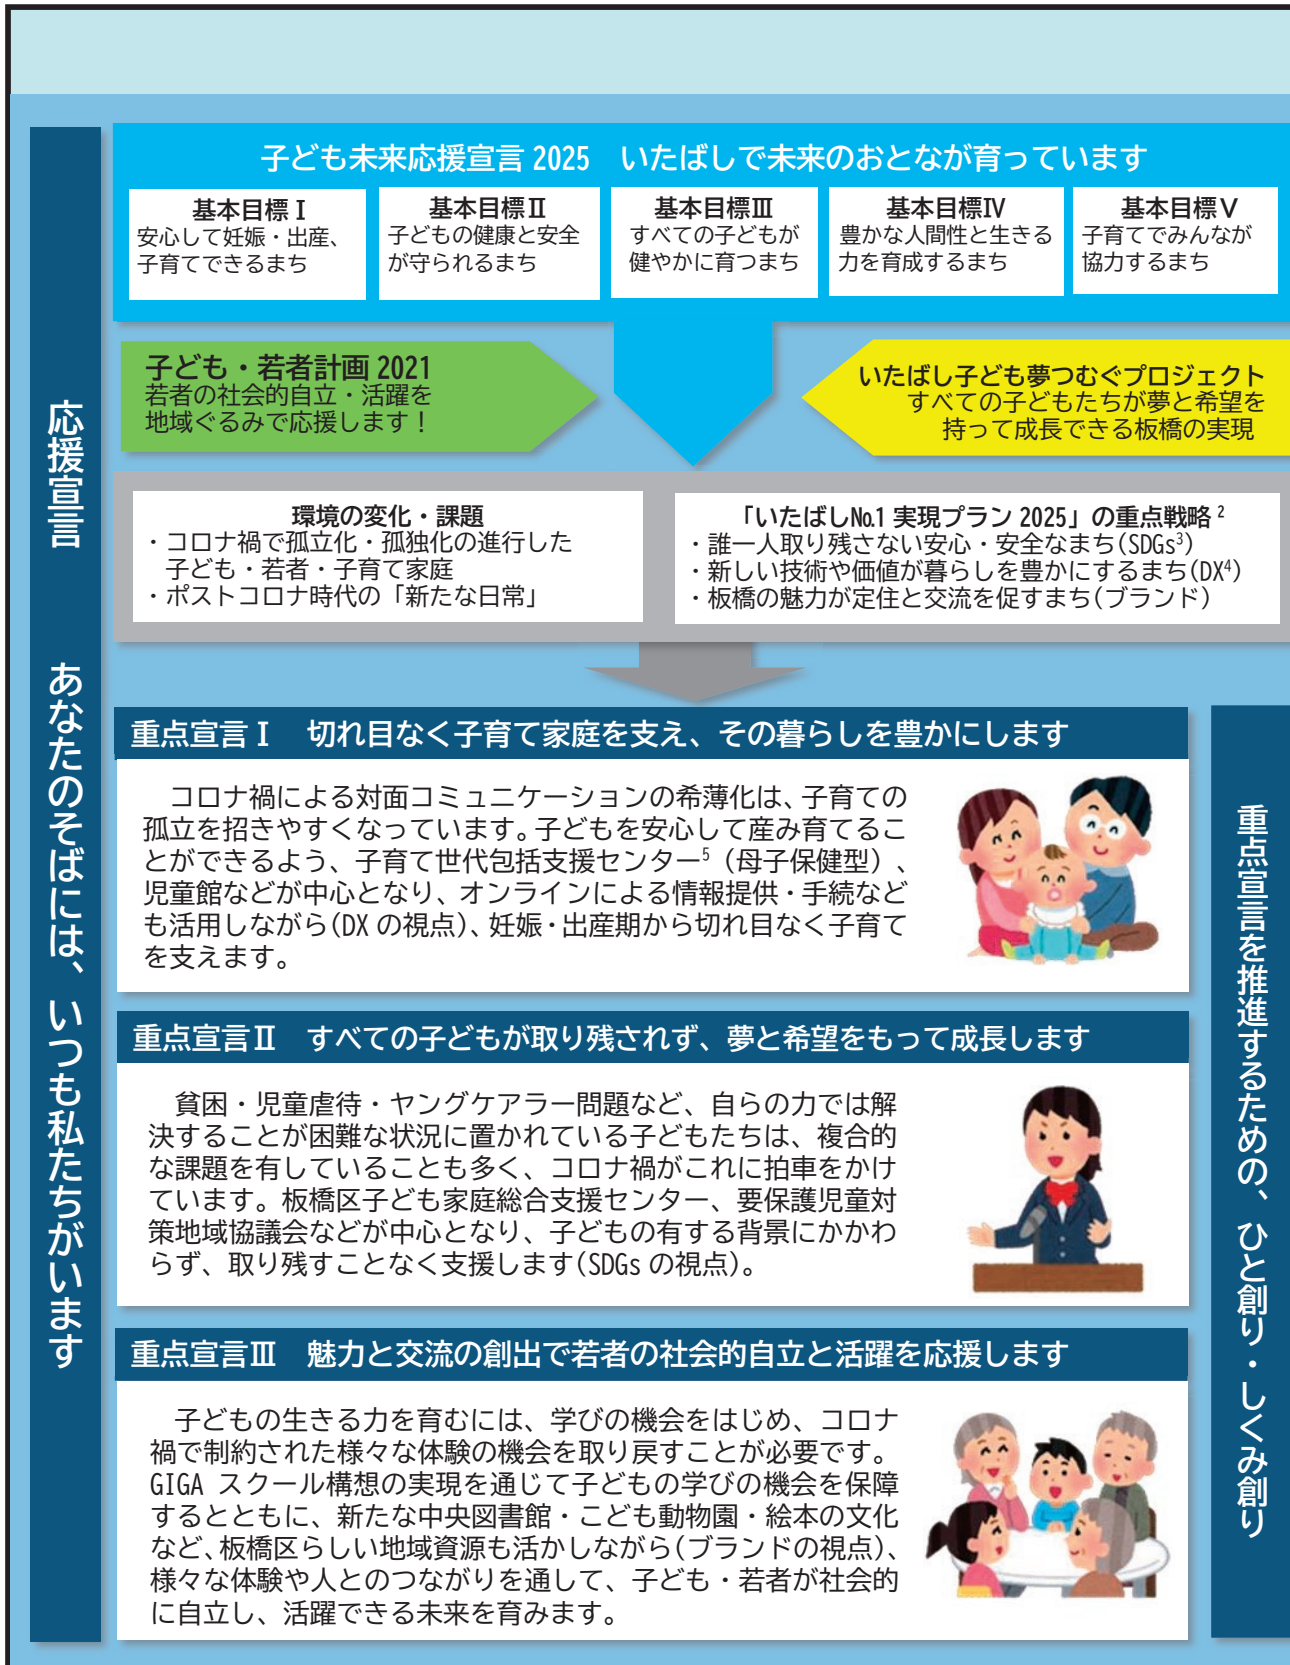 応援宣言　あなたのそばには、いつも私たちがいます
子ども未来応援宣言 2025　いたばしで未来のおとなが育っています
基本目標Ⅰ
安心して妊娠・出産、
子育てできるまち
基本目標Ⅱ
子どもの健康と安全
が守られるまち
基本目標Ⅲ
すべての子どもが
健やかに育つまち
基本目標Ⅳ
豊かな人間性と生きる
力を育成するまち
基本目標Ⅴ
子育てでみんなが
協力するまち
子ども・若者計画 2021
若者の社会的自立・活躍を
地域ぐるみで応援します！
いたばし子ども夢つむぐプロジェクト
すべての子どもたちが夢と希望を
持って成長できる板橋の実現
環境の変化・課題
・コロナ禍で孤立化・孤独化の進行した
子ども・若者・子育て家庭
・ポストコロナ時代の「新たな日常」
「いたばし№1 実現プラン 2025」の重点戦略²
・誰一人取り残さない安心・安全なまち(SDGs³)
・新しい技術や価値が暮らしを豊かにするまち(DX⁴)
・板橋の魅力が定住と交流を促すまち(ブランド)
重点宣言Ⅰ　切れ目なく子育て家庭を支え、その暮らしを豊かにします
コロナ禍による対面コミュニケーションの希薄化は、子育ての
孤立を招きやすくなっています。子どもを安心して産み育てるこ
とができるよう、子育て世代包括支援センター⁵（母子保健型）、
児童館などが中心となり、オンラインによる情報提供・手続など
も活用しながら(DX の視点)、妊娠・出産期から切れ目なく子育て
を支えます。
重点宣言Ⅱ　すべての子どもが取り残されず、夢と希望をもって成長します
貧困・児童虐待・ヤングケアラー問題など、自らの力では解
決することが困難な状況に置かれている子どもたちは、複合的
な課題を有していることも多く、コロナ禍がこれに拍車をかけ
ています。板橋区子ども家庭総合支援センター、要保護児童対
策地域協議会などが中心となり、子どもの有する背景にかかわ
らず、取り残すことなく支援します(SDGs の視点)。
重点宣言Ⅲ　魅力と交流の創出で若者の社会的自立と活躍を応援します
子どもの生きる力を育むには、学びの機会をはじめ、コロナ
禍で制約された様々な体験の機会を取り戻すことが必要です。
GIGA スクール構想の実現を通じて子どもの学びの機会を保障
するとともに、新たな中央図書館・こども動物園・絵本の文化
など、板橋区らしい地域資源も活かしながら(ブランドの視点)、
様々な体験や人とのつながりを通して、子ども・若者が社会的
に自立し、活躍できる未来を育みます。
重点宣言を推進するための、ひと創り・しくみ創り